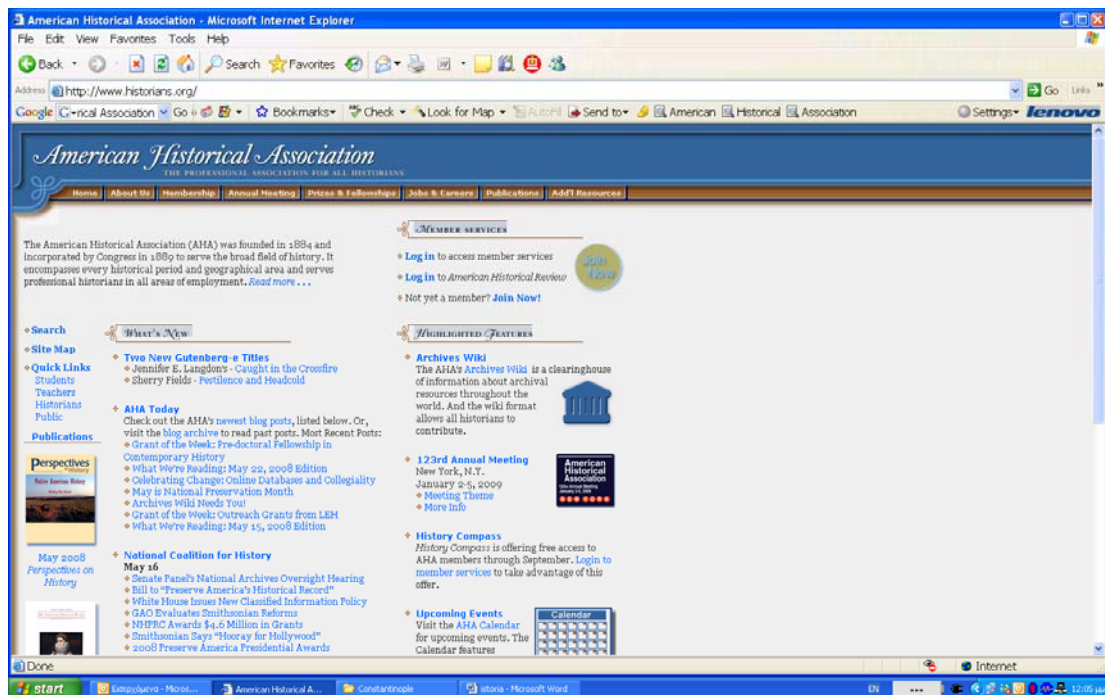 American Historical Association - Microsoft Internet Explorer
File Edit View Favorites Tools Help
Back Search Favorites
Address http://www.historians.org/ Go Links »
Google rical Association Go Bookmarks Check Look for Map AutoFill Send to American Historical Association Settings lenovo
American Historical Association
THE PROFESSIONAL ASSOCIATION FOR ALL HISTORIANS
Home About Us Membership Annual Meeting Prizes & Fellowships Jobs & Careers Publications Add'l Resources
The American Historical Association (AHA) was founded in 1884 and
incorporated by Congress in 1889 to serve the broad field of history. It
encompasses every historical period and geographical area and serves
professional historians in all areas of employment. Read more . . .
MEMBER SERVICES
Log in to access member services
Log in to American Historical Review
Not yet a member? Join Now!
Join
Now
Search
Site Map
Quick Links
Students
Teachers
Historians
Public
Publications
Perspectives
on History
May 2008
Perspectives on
History
WHAT'S NEW
Two New Gutenberg-e Titles
Jennifer E. Langdon's - Caught in the Crossfire
Sherry Fields - Pestilence and Headcold
AHA Today
Check out the AHA's newest blog posts, listed below. Or,
visit the blog archive to read past posts. Most Recent Posts:
Grant of the Week: Pre-doctoral Fellowship in
Contemporary History
What We're Reading: May 22, 2008 Edition
Celebrating Change: Online Databases and Collegiality
May is National Preservation Month
Archives Wiki Needs You!
Grant of the Week: Outreach Grants from LEH
What We're Reading: May 15, 2008 Edition
National Coalition for History
May 16
Senate Panel's National Archives Oversight Hearing
Bill to "Preserve America's Historical Record"
White House Issues New Classified Information Policy
GAO Evaluates Smithsonian Reforms
NHPRC Awards $4.6 Million in Grants
Smithsonian Says "Hooray for Hollywood"
2008 Preserve America Presidential Awards
HIGHLIGHTED FEATURES
Archives Wiki
The AHA's Archives Wiki is a clearinghouse
of information about archival
resources throughout the
world. And the wiki format
allows all historians to
contribute.
123rd Annual Meeting
New York, N.Y.
January 2-5, 2009
Meeting Theme
More Info
American
Historical
Association
NEW YORK
History Compass
History Compass is offering free access to
AHA members through September. Login to
member services to take advantage of this
offer.
Upcoming Events
Visit the AHA Calendar
for upcoming events. The
Calendar features
Calendar
Done Internet
start Εισερχόμενα - Micros... American Historical A... Constantinople istoria - Microsoft Word EN 12:05 μμ